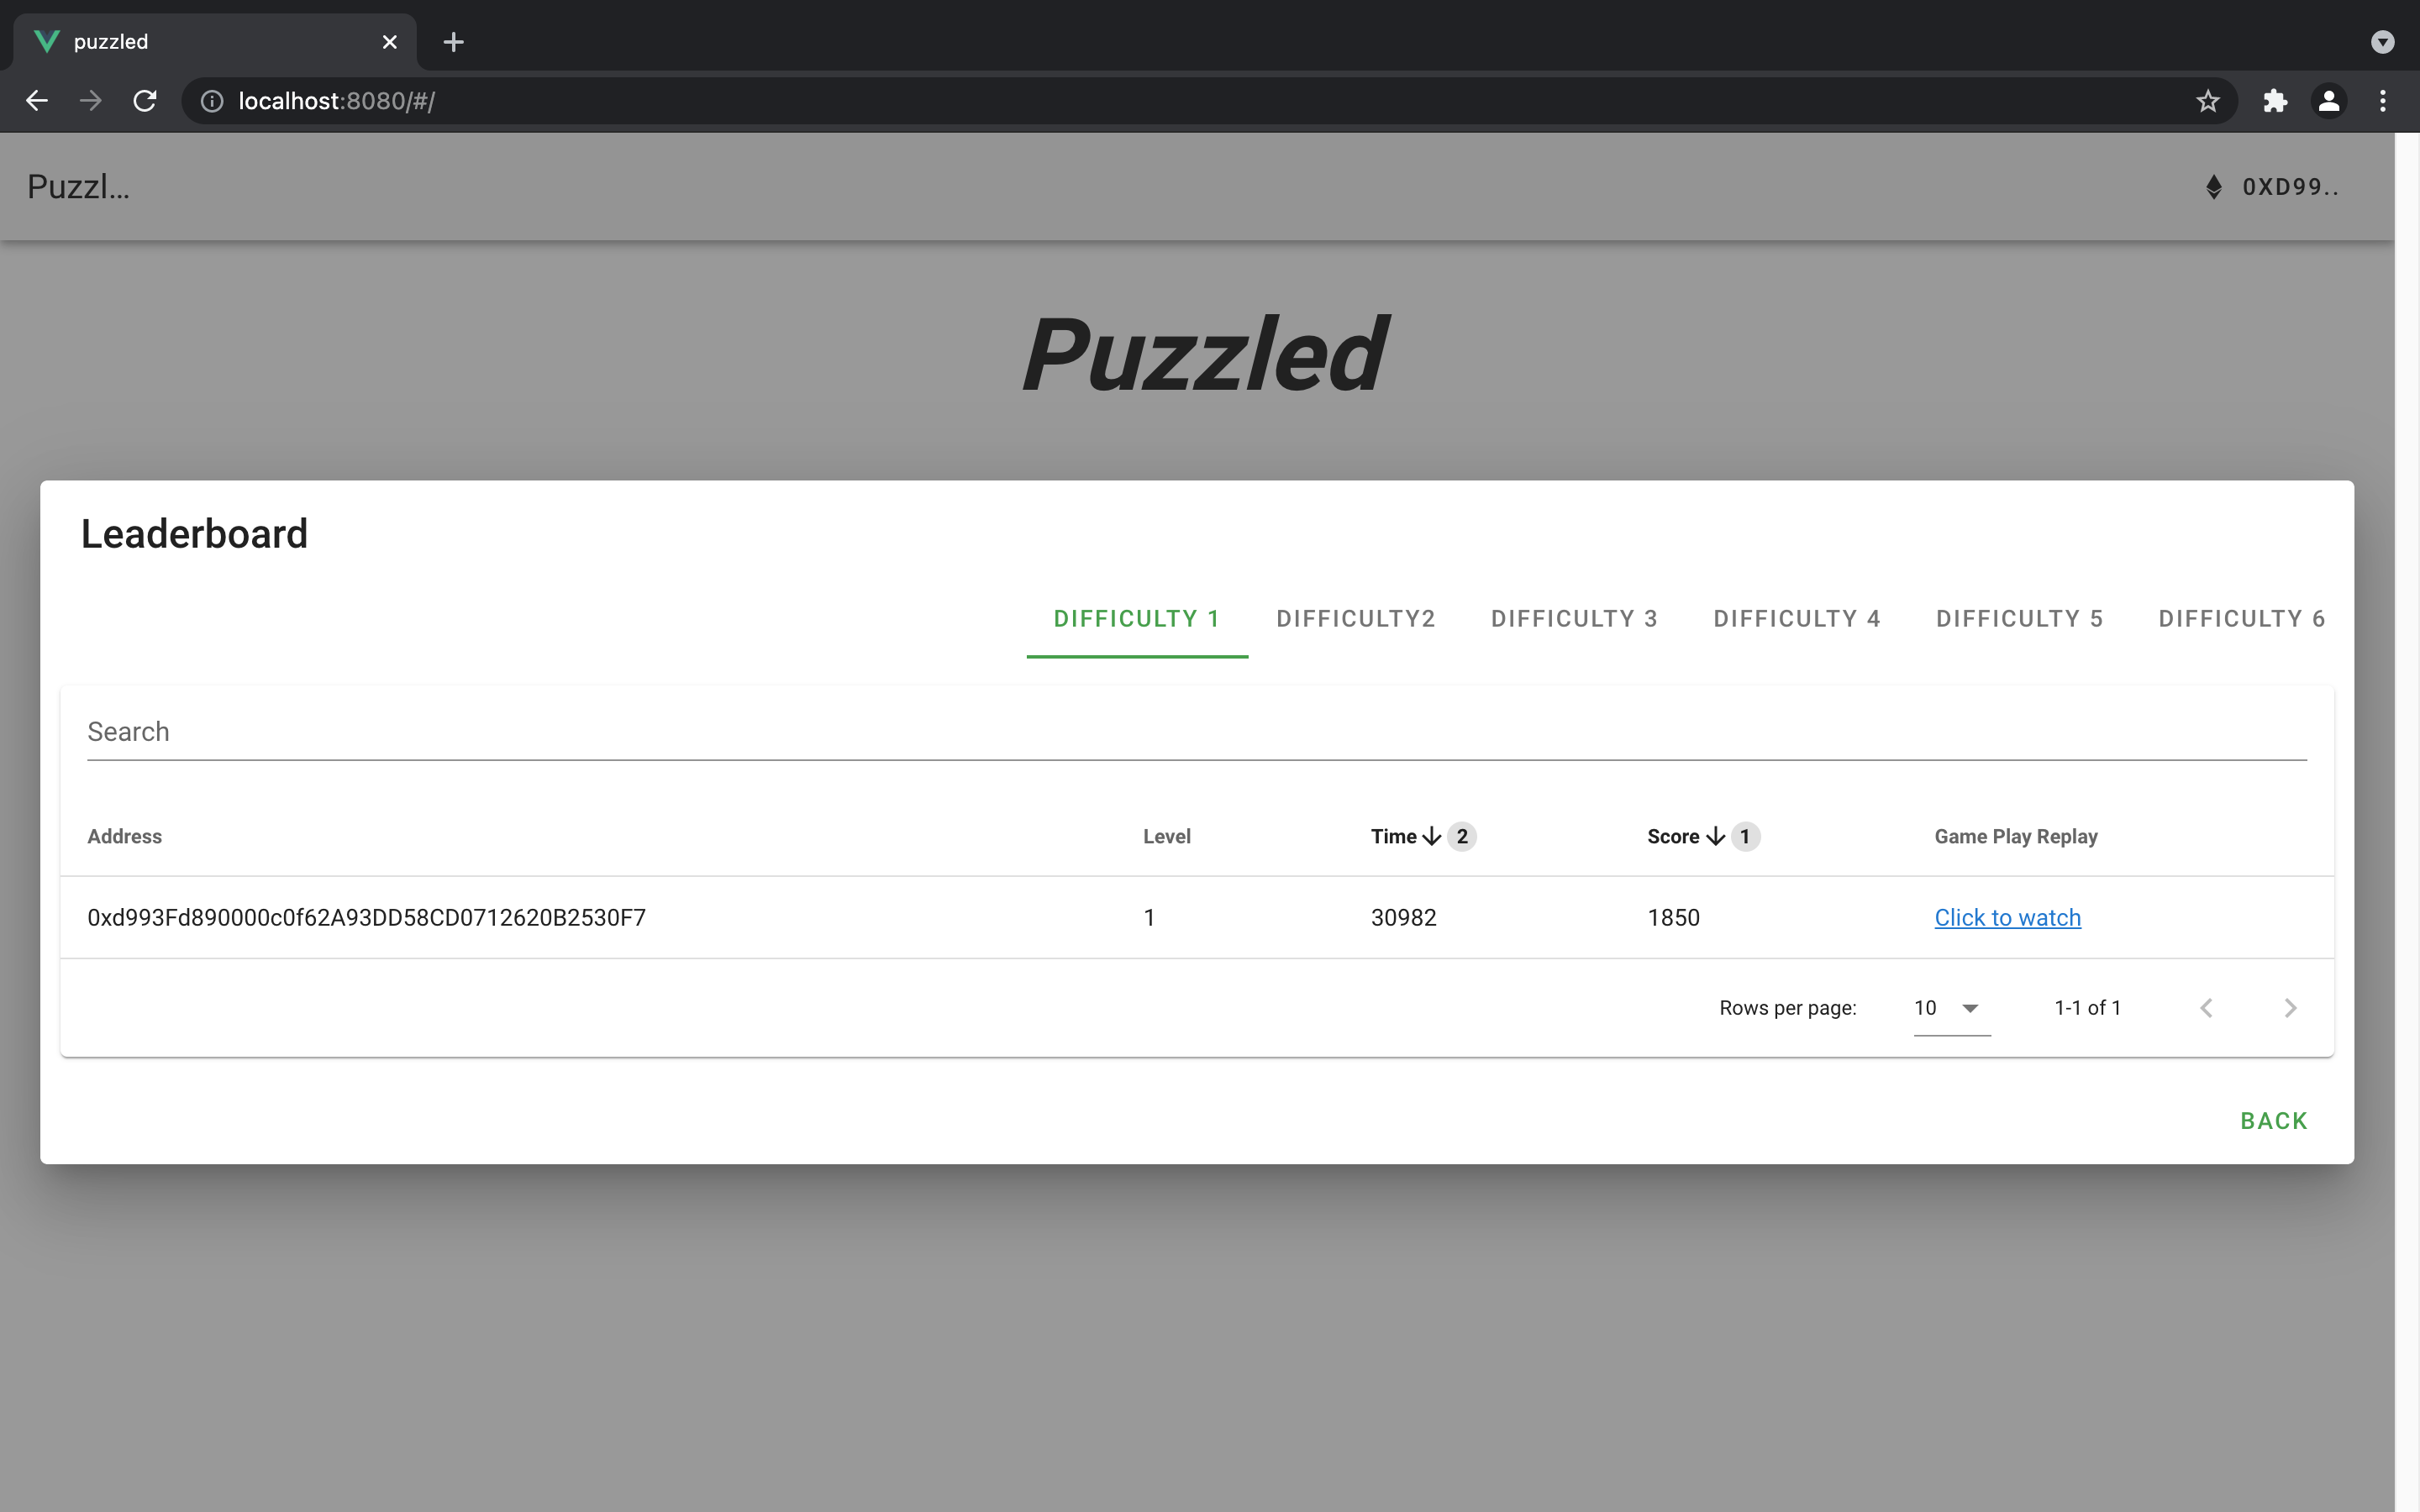 puzzled
localhost:8080/#/
Puzzl...
0XD99..
Puzzled
Leaderboard
DIFFICULTY 1 DIFFICULTY2 DIFFICULTY 3 DIFFICULTY 4 DIFFICULTY 5 DIFFICULTY 6
Search
Address Level Time 2 Score 1 Game Play Replay
0xd993Fd890000c0f62A93DD58CD0712620B2530F7 1 30982 1850 Click to watch
Rows per page: 10 1-1 of 1
BACK